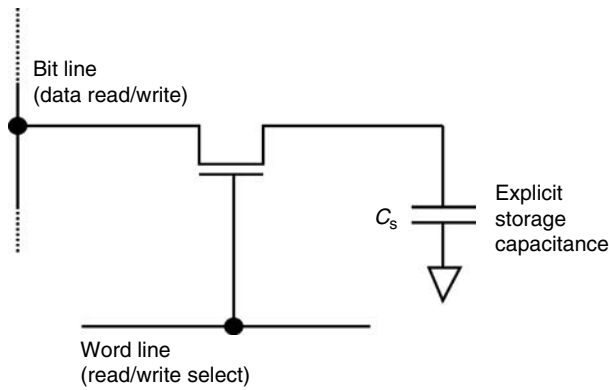 Bit line
(data read/write)
Cs
Explicit
storage
capacitance
Word line
(read/write select)